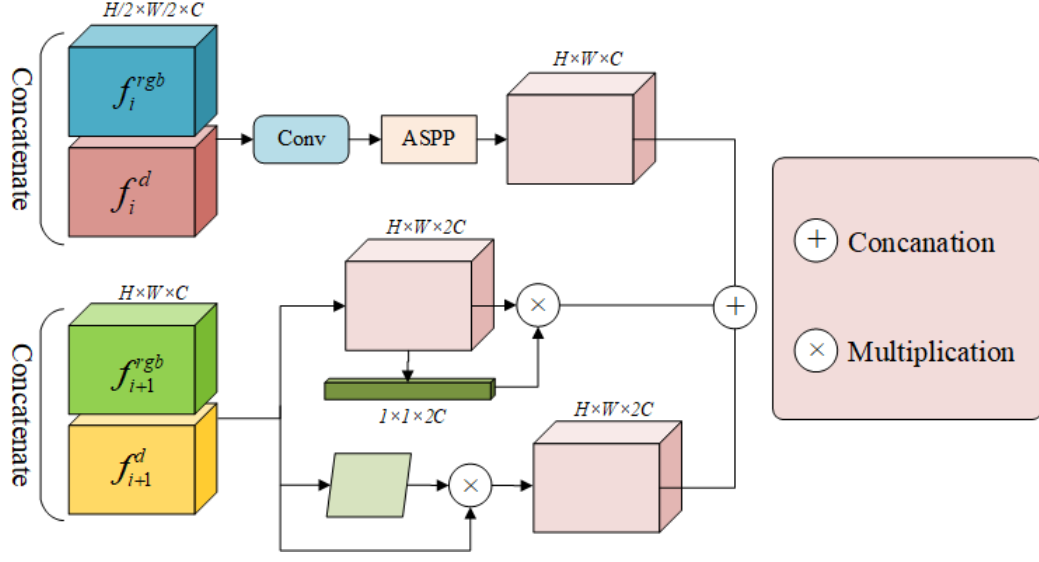 H/2×W/2×C
Concatenate
f_i^{rgb}
f_i^d
Conv
ASPP
H×W×C
H×W×2C
1×1×2C
H×W×C
Concatenate
f_{i+1}^{rgb}
f_{i+1}^d
H×W×2C
×
×
+
+ Concanation
× Multiplication